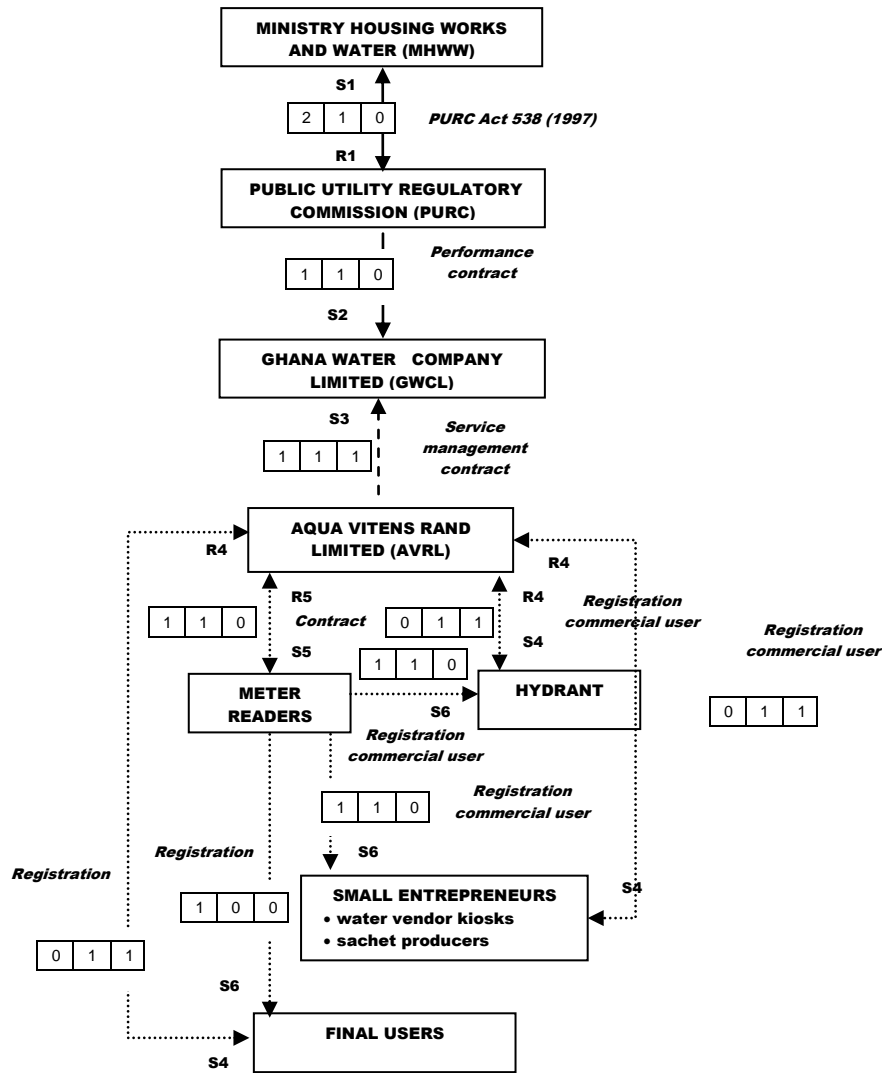 MINISTRY HOUSING WORKS
AND WATER (MHWW)
S1
2 1 0
PURC Act 538 (1997)
R1
PUBLIC UTILITY REGULATORY
COMMISSION (PURC)
Performance
contract
1 1 0
S2
GHANA WATER COMPANY
LIMITED (GWCL)
S3
Service
management
contract
1 1 1
AQUA VITENS RAND
LIMITED (AVRL)
R4
R4
R5
R4
1 1 0
Contract
0 1 1
Registration
commercial user
Registration
commercial user
S5
S4
1 1 0
METER
READERS
S6
HYDRANT
0 1 1
Registration
commercial user
1 1 0
Registration
commercial user
S6
Registration
Registration
1 0 0
SMALL ENTREPRENEURS
• water vendor kiosks
• sachet producers
S4
0 1 1
S6
FINAL USERS
S4